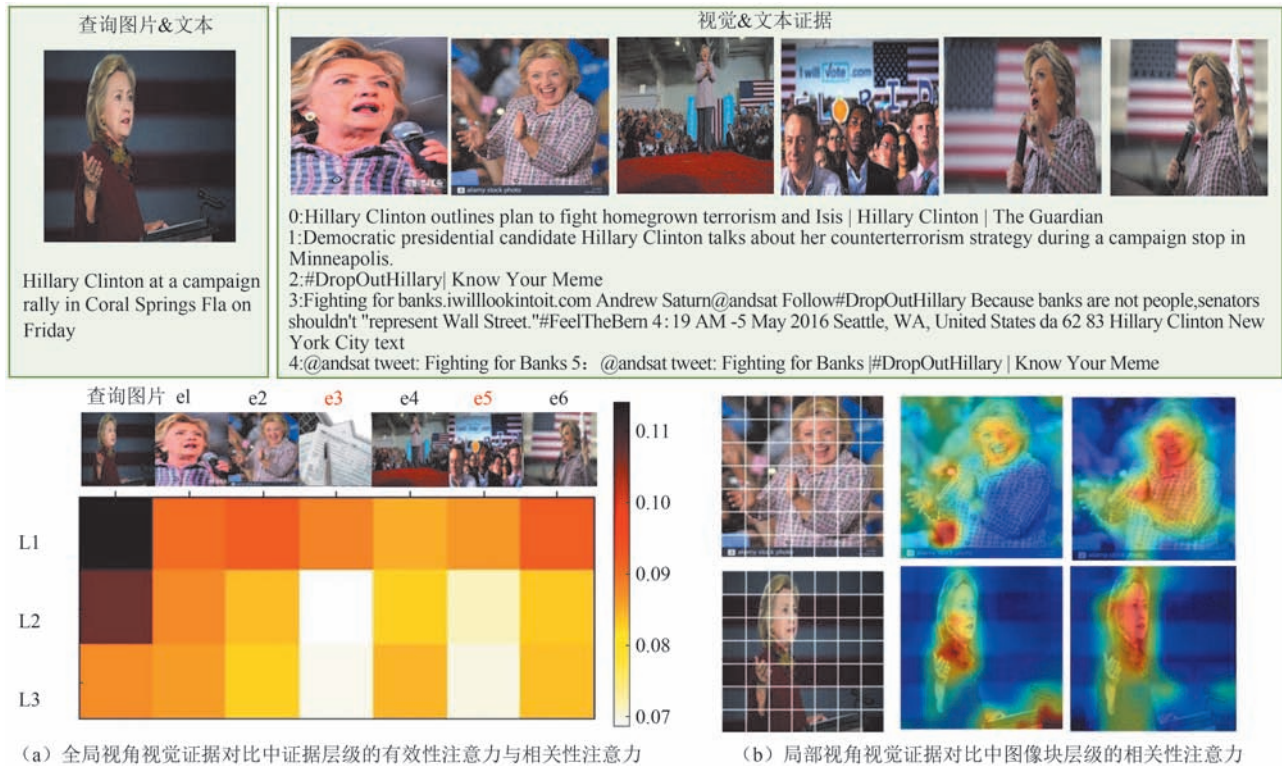 查询图片&文本
Hillary Clinton at a campaign
rally in Coral Springs Fla on
Friday
视觉&文本证据
I will Vote.com
alamy stock photo
0:Hillary Clinton outlines plan to fight homegrown terrorism and Isis | Hillary Clinton | The Guardian
1:Democratic presidential candidate Hillary Clinton talks about her counterterrorism strategy during a campaign stop in
Minneapolis.
2:#DropOutHillary| Know Your Meme
3:Fighting for banks.iwilllookintoit.com Andrew Saturn@andsat Follow#DropOutHillary Because banks are not people,senators
shouldn't "represent Wall Street."#FeelTheBern 4:19 AM -5 May 2016 Seattle, WA, United States da 62 83 Hillary Clinton New
York City text
4:@andsat tweet: Fighting for Banks 5：@andsat tweet: Fighting for Banks |#DropOutHillary | Know Your Meme
查询图片 e1 e2 e3 e4 e5 e6
L1
L2
L3
0.11
0.10
0.09
0.08
0.07
alamy stock photo
（a）全局视角视觉证据对比中证据层级的有效性注意力与相关性注意力
（b）局部视角视觉证据对比中图像块层级的相关性注意力